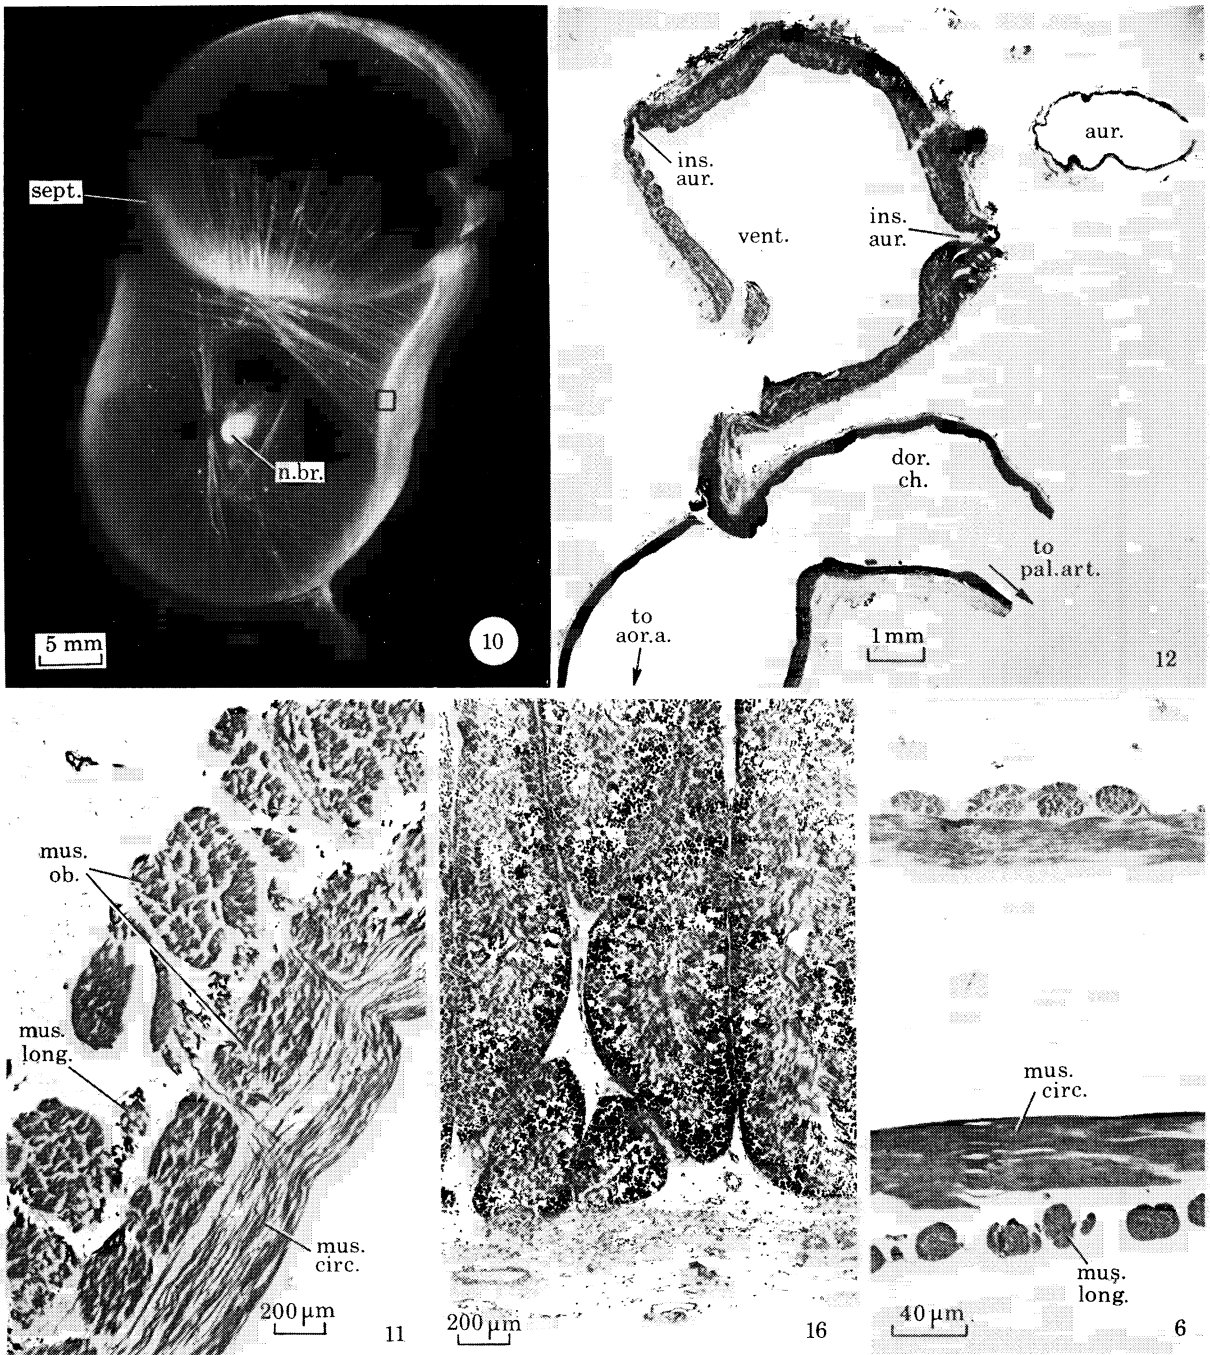 sept.
n.br.
5 mm
10
ins.
aur.
vent.
ins.
aur.
aur.
dor.
ch.
to
pal.art.
to
aor.a.
1mm
12
mus.
ob.
mus.
long.
mus.
circ.
200 µm
11
200 µm
16
mus.
circ.
mus.
long.
40 µm
6